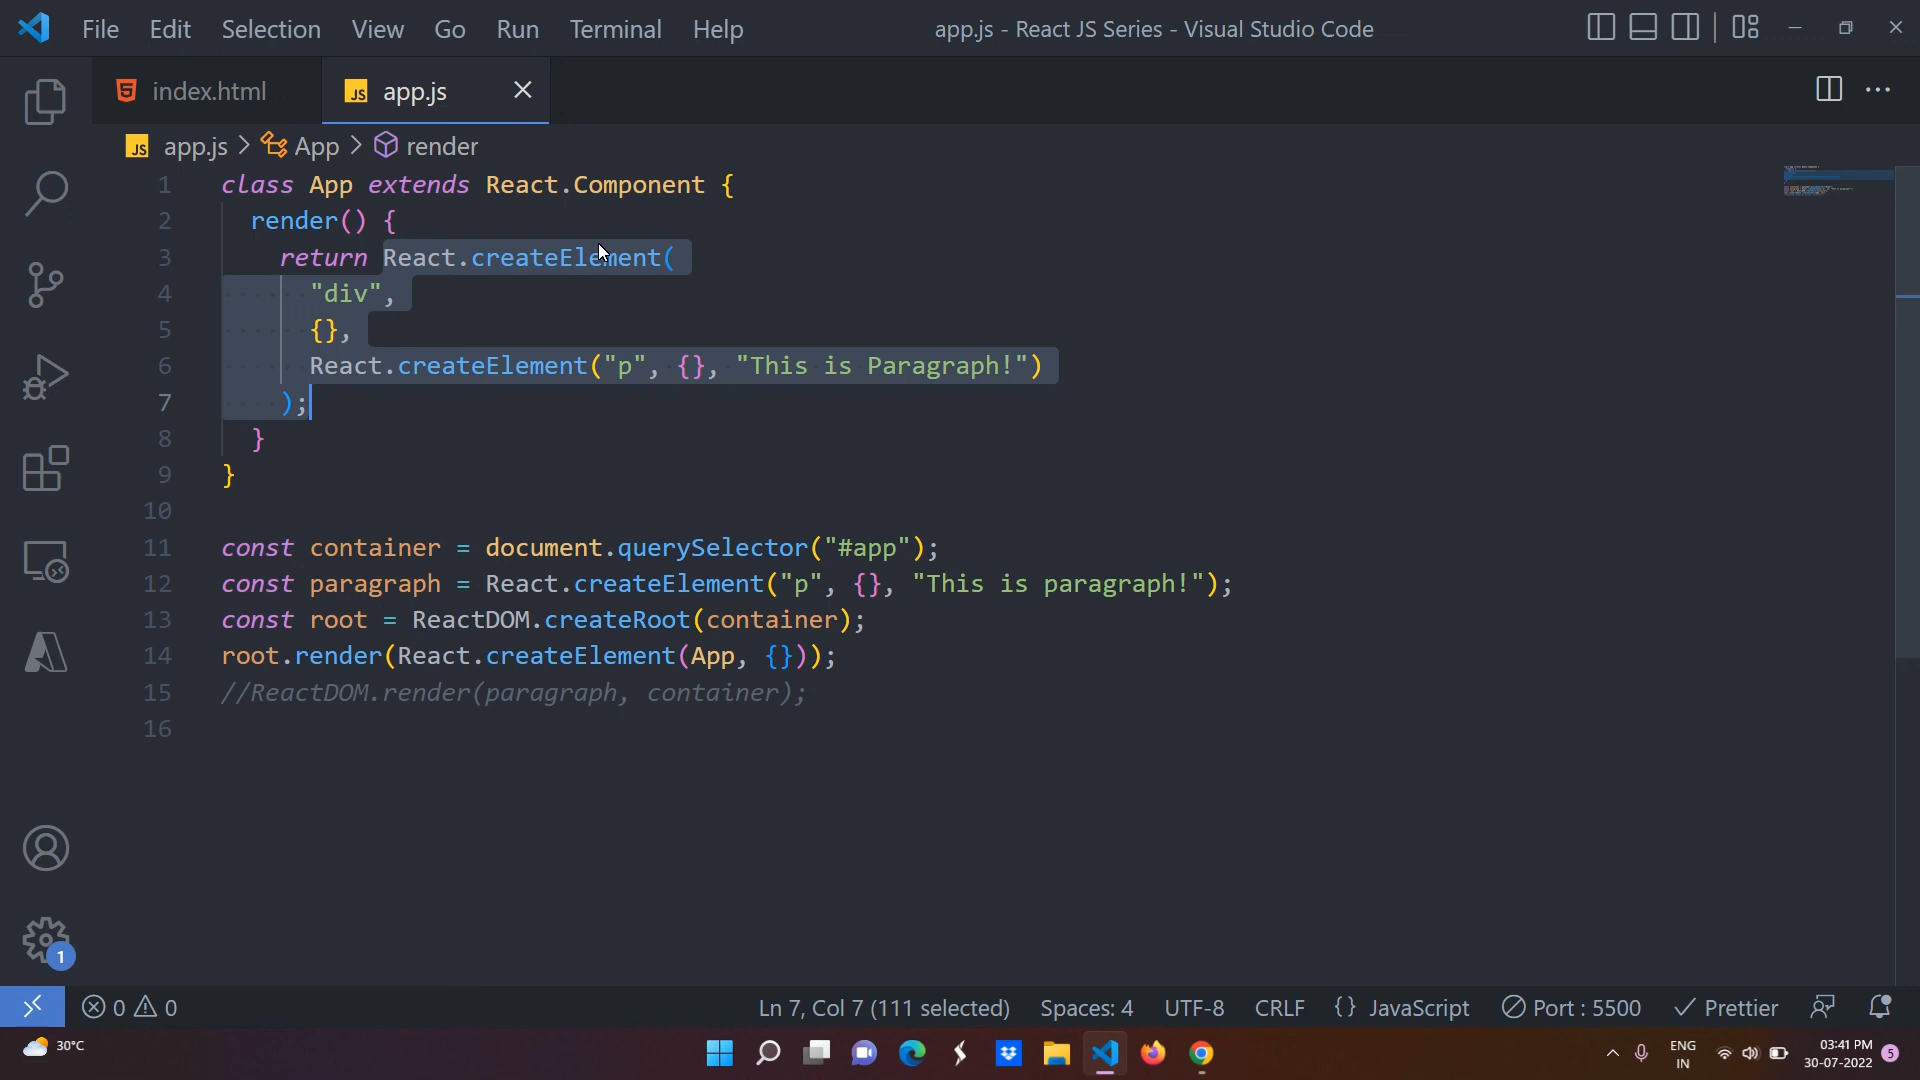 File Edit Selection View Go Run Terminal Help app.js - React JS Series - Visual Studio Code
index.html
JS app.js
JS app.js > App > render
1 class App extends React.Component {
2 render() {
3 return React.createElement(
4 "div",
5 {},
6 React.createElement("p", {}, "This is Paragraph!")
7 );
8 }
9 }
10
11 const container = document.querySelector("#app");
12 const paragraph = React.createElement("p", {}, "This is paragraph!");
13 const root = ReactDOM.createRoot(container);
14 root.render(React.createElement(App, {}));
15 //ReactDOM.render(paragraph, container);
16
1
0 0 Ln 7, Col 7 (111 selected) Spaces: 4 UTF-8 CRLF {} JavaScript Port : 5500 Prettier
30°C
ENG
IN
03:41 PM
30-07-2022
5